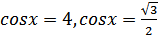 cosx = 4, cosx = √3/2